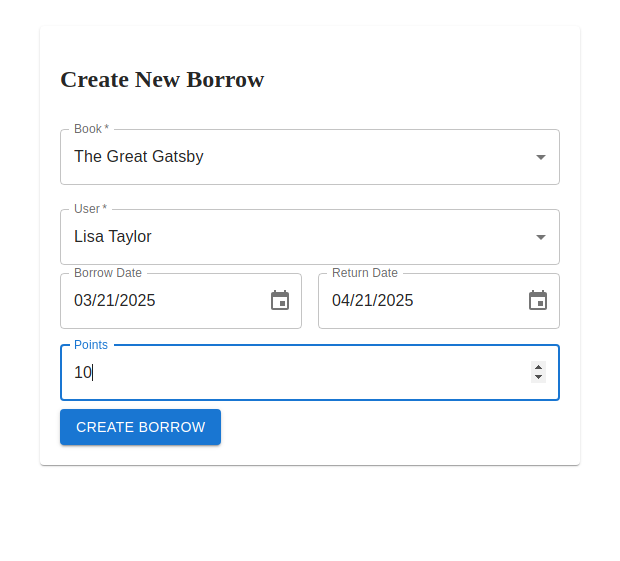 Create New Borrow
Book *
The Great Gatsby
User *
Lisa Taylor
Borrow Date
Return Date
03/21/2025
04/21/2025
Points
10
CREATE BORROW